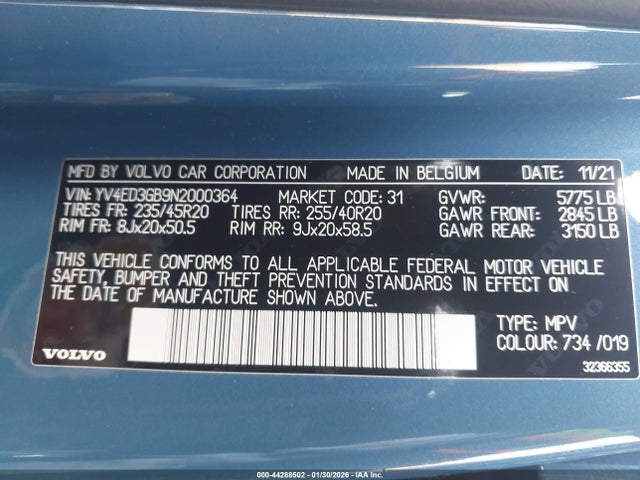 MFD BY VOLVO CAR CORPORATION MADE IN BELGIUM DATE: 11/21
VIN: YV4ED3GB9N2000364 MARKET CODE: 31 GVWR: 5775 LB
TIRES FR: 235/45R20 TIRES RR: 255/40R20 GAWR FRONT: 2845 LB
RIM FR: 8Jx20x50.5 RIM RR: 9Jx20x58.5 GAWR REAR: 3150 LB
THIS VEHICLE CONFORMS TO ALL APPLICABLE FEDERAL MOTOR VEHICLE
SAFETY, BUMPER AND THEFT PREVENTION STANDARDS IN EFFECT ON
THE DATE OF MANUFACTURE SHOWN ABOVE.
TYPE: MPV
COLOUR: 734 /019
VOLVO
32366355
000-44288502 - 01/30/2026 - IAA Inc.